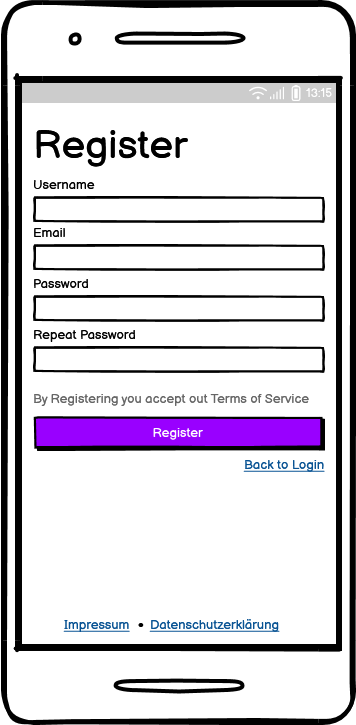 13:15
Register
Username
Email
Password
Repeat Password
By Registering you accept out Terms of Service
Register
Back to Login
Impressum • Datenschutzerklärung